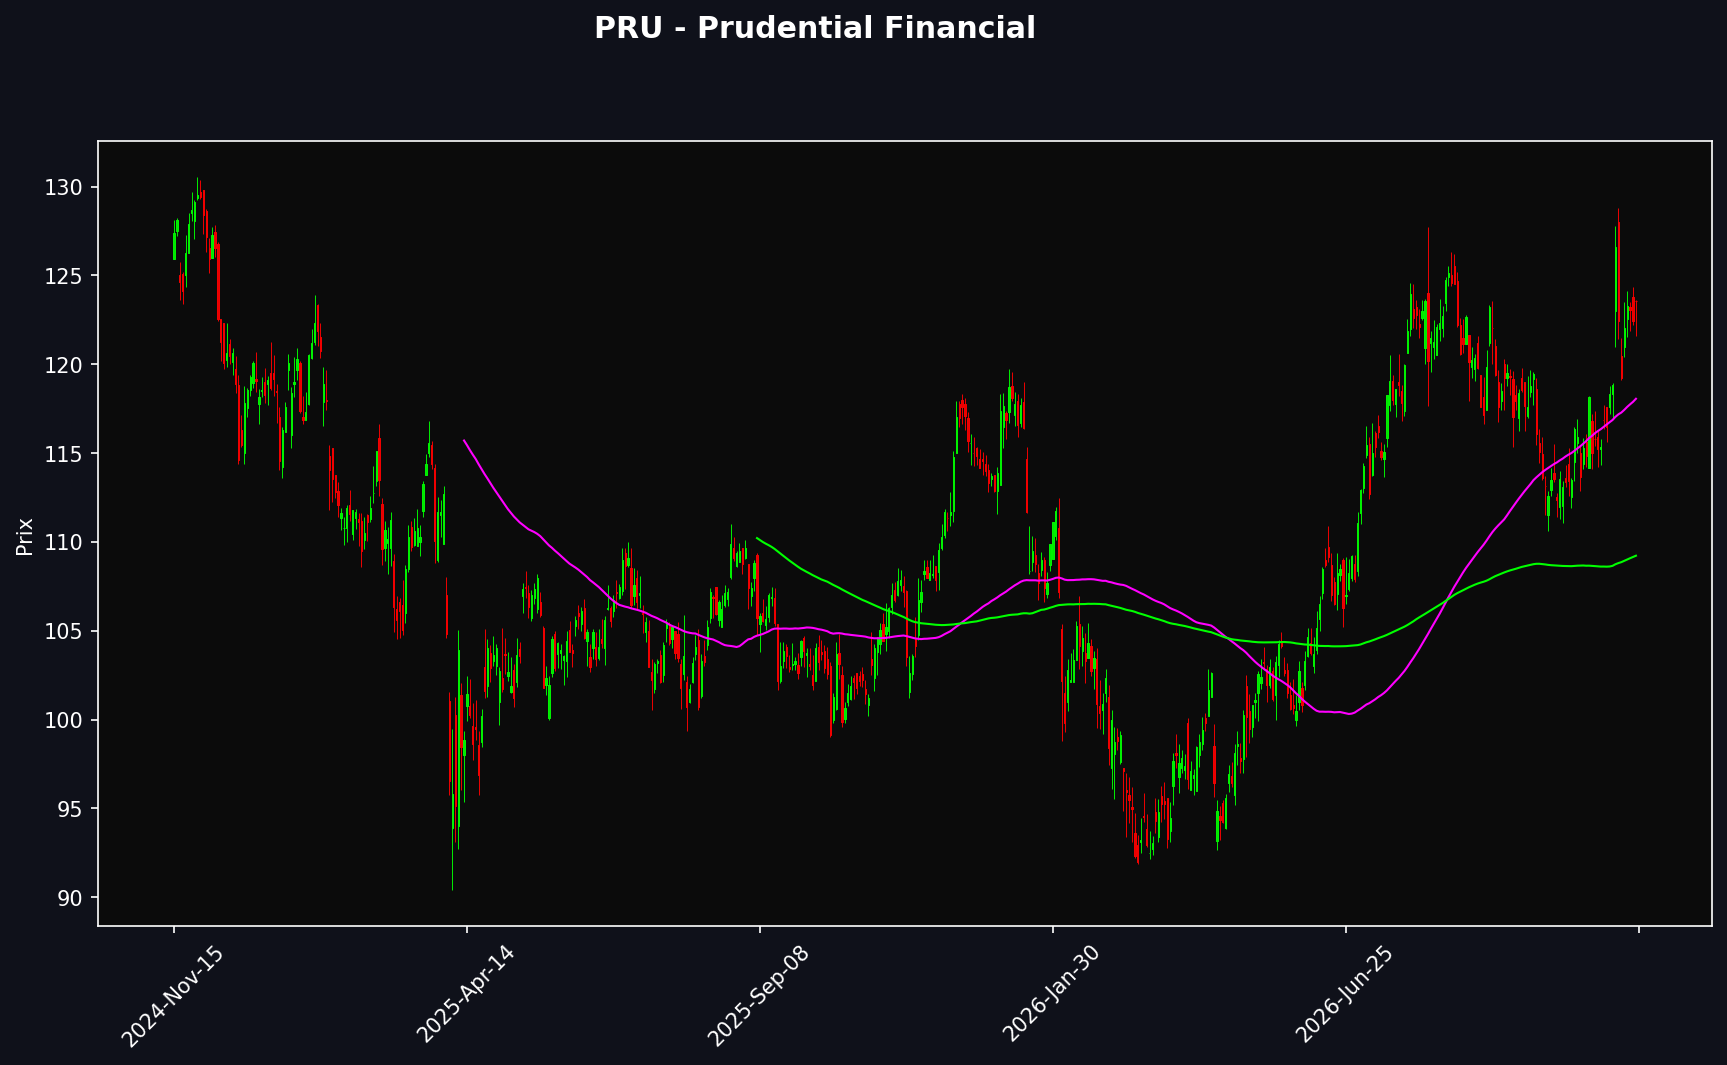 PRU - Prudential Financial
Prix
130
125
120
115
110
105
100
95
90
2024-Nov-15
2025-Apr-14
2025-Sep-08
2026-Jan-30
2026-Jun-25